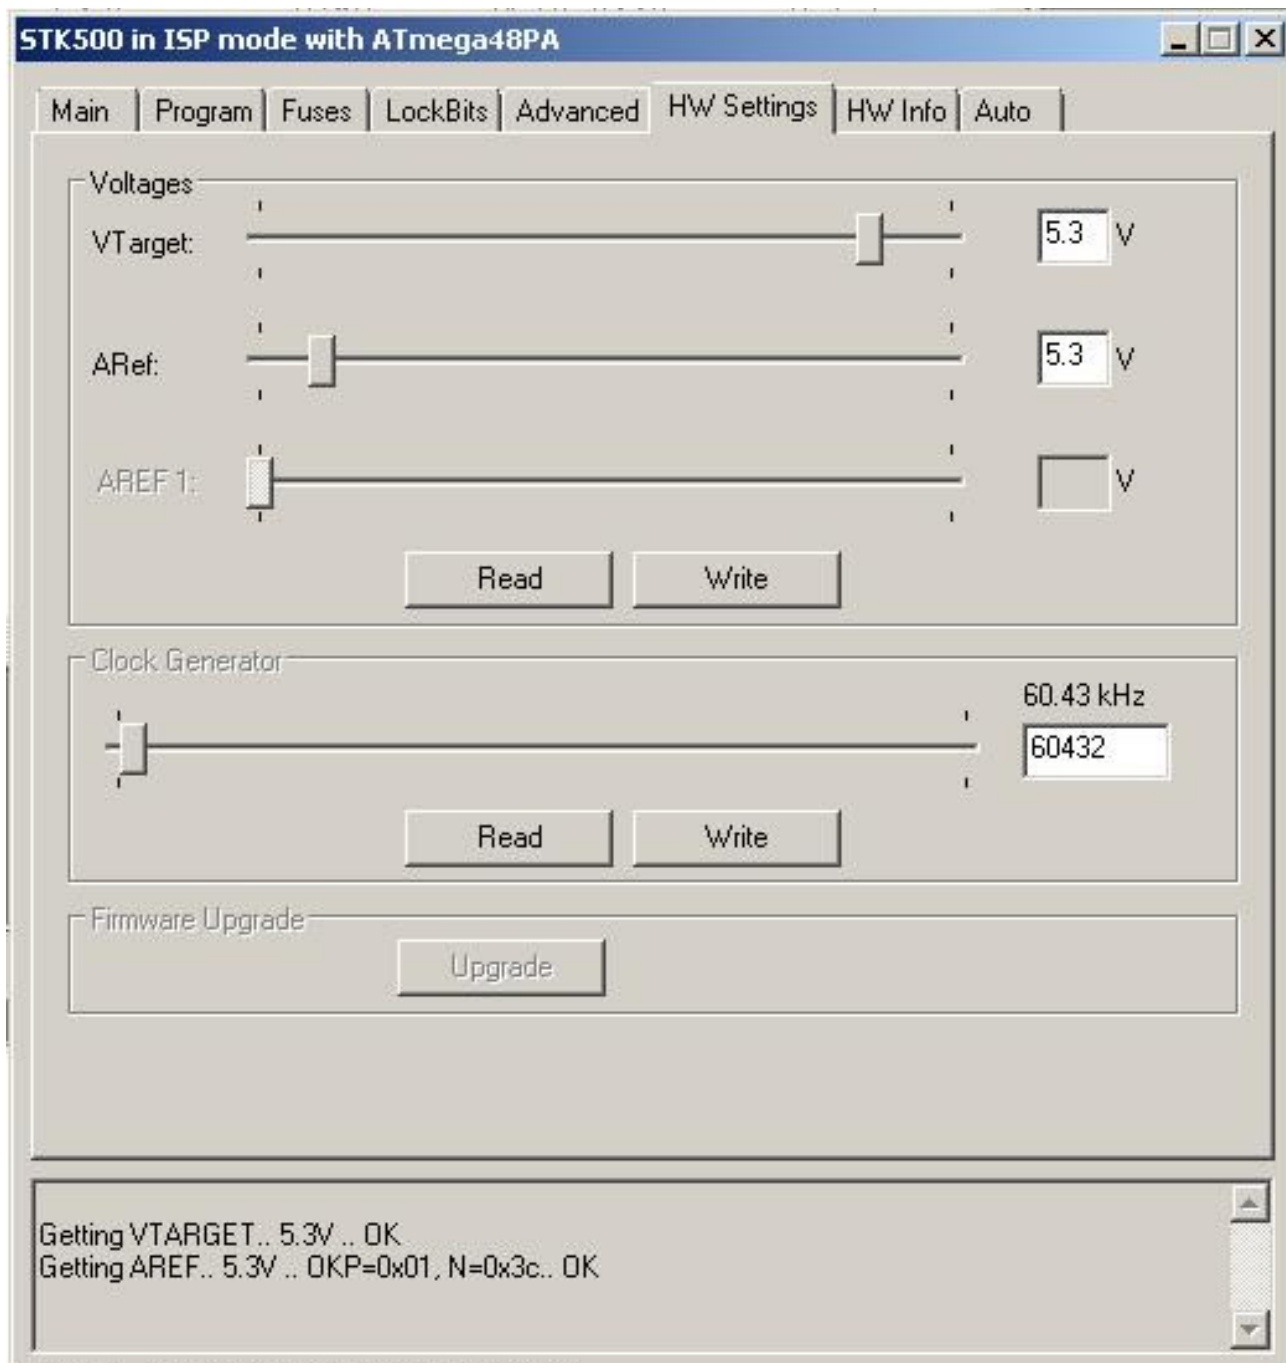 STK500 in ISP mode with ATmega48PA
Main Program Fuses LockBits Advanced HW Settings HW Info Auto
Voltages
VTarget: 5.3 V
ARef: 5.3 V
AREF 1: V
Read Write
Clock Generator
60.43 kHz
60432
Read Write
Firmware Upgrade
Upgrade
Getting VTARGET.. 5.3V .. OK
Getting AREF.. 5.3V .. OKP=0x01, N=0x3c.. OK